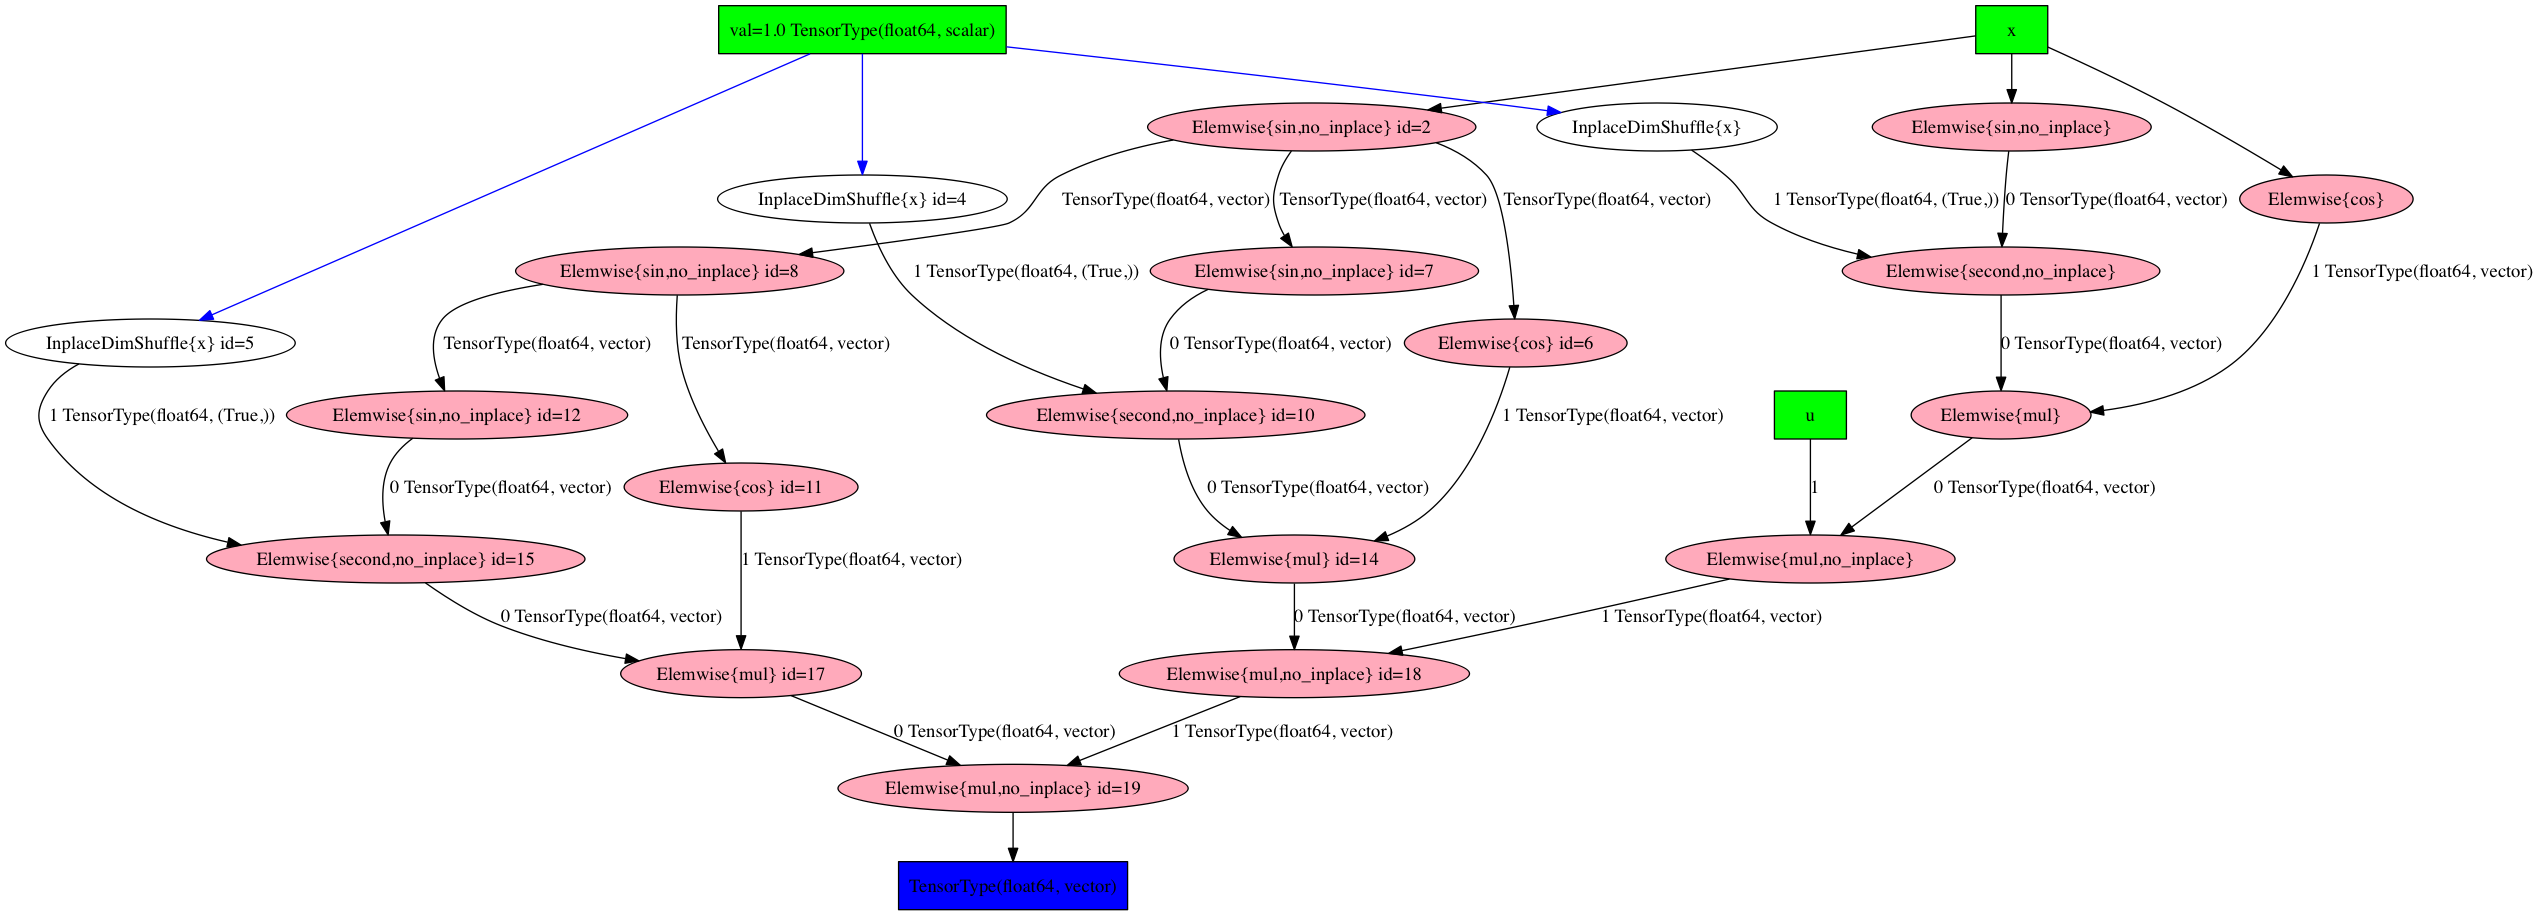 val=1.0 TensorType(float64, scalar)
x
Elemwise{sin,no_inplace} id=2
InplaceDimShuffle{x}
Elemwise{sin,no_inplace}
InplaceDimShuffle{x} id=4
TensorType(float64, vector)
TensorType(float64, vector)
TensorType(float64, vector)
1 TensorType(float64, (True,))
0 TensorType(float64, vector)
Elemwise{cos}
Elemwise{sin,no_inplace} id=8
1 TensorType(float64, (True,))
Elemwise{sin,no_inplace} id=7
Elemwise{second,no_inplace}
1 TensorType(float64, vector)
InplaceDimShuffle{x} id=5
TensorType(float64, vector)
TensorType(float64, vector)
0 TensorType(float64, vector)
Elemwise{cos} id=6
0 TensorType(float64, vector)
1 TensorType(float64, (True,))
Elemwise{sin,no_inplace} id=12
Elemwise{second,no_inplace} id=10
1 TensorType(float64, vector)
u
Elemwise{mul}
0 TensorType(float64, vector)
Elemwise{cos} id=11
0 TensorType(float64, vector)
1
0 TensorType(float64, vector)
Elemwise{second,no_inplace} id=15
1 TensorType(float64, vector)
Elemwise{mul} id=14
Elemwise{mul,no_inplace}
0 TensorType(float64, vector)
0 TensorType(float64, vector)
1 TensorType(float64, vector)
Elemwise{mul} id=17
Elemwise{mul,no_inplace} id=18
0 TensorType(float64, vector)
1 TensorType(float64, vector)
Elemwise{mul,no_inplace} id=19
TensorType(float64, vector)